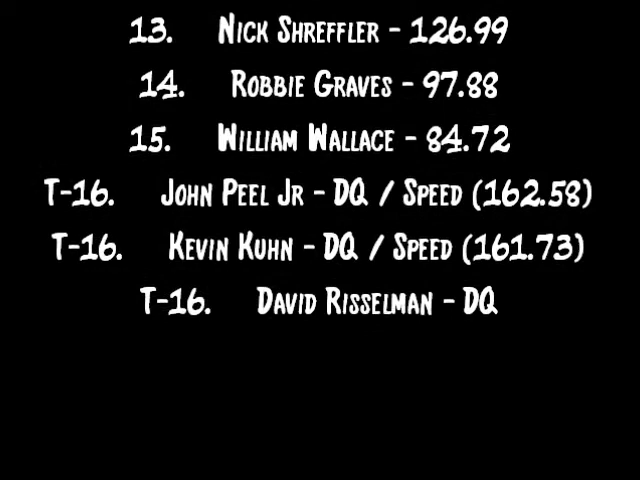 13. Nick Shreffler - 126.99
14. Robbie Graves - 97.88
15. William Wallace - 84.72
T-16. John Peel Jr - DQ / Speed (162.58)
T-16. Kevin Kuhn - DQ / Speed (161.73)
T-16. David Risselman - DQ